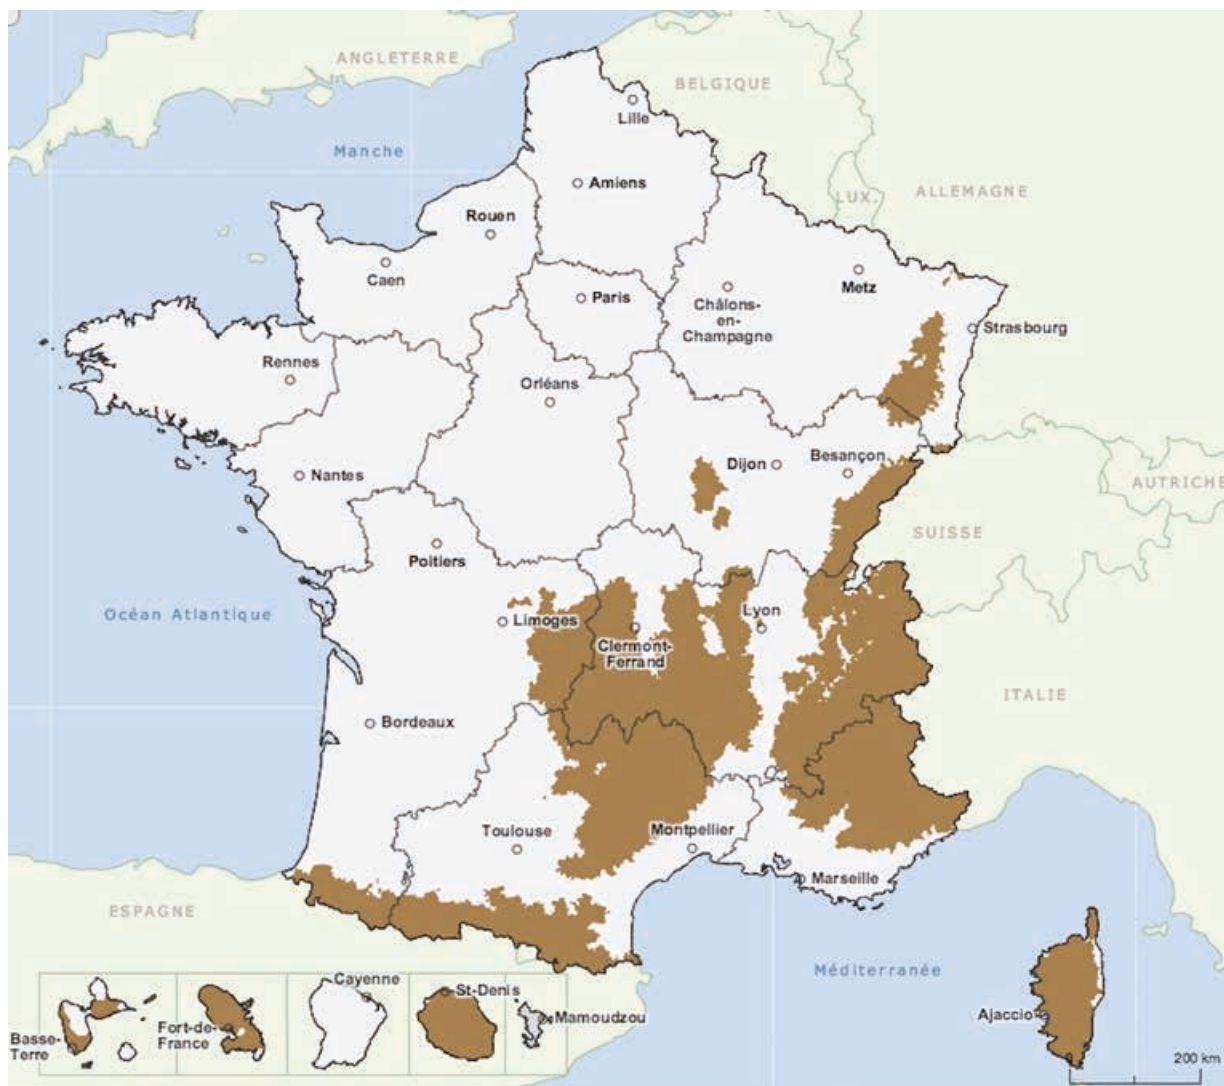 ANGLETERRE
BELGIQUE
Lille
Manche
Amiens
LUX.
ALLEMAGNE
Rouen
Caen
Metz
Paris
Châlons-
en-
Champagne
Strasbourg
Rennes
Orléans
Dijon
Besançon
Nantes
AUTRICHE
SUISSE
Poitiers
Océan Atlantique
Limoges
Lyon
Clermont-
Ferrand
ITALIE
Bordeaux
Toulouse
Montpellier
Marseille
ESPAGNE
Méditerranée
Cayenne
St-Denis
Mamoudzou
Ajaccio
Basse-
Terre
Fort-de-
France
200 km